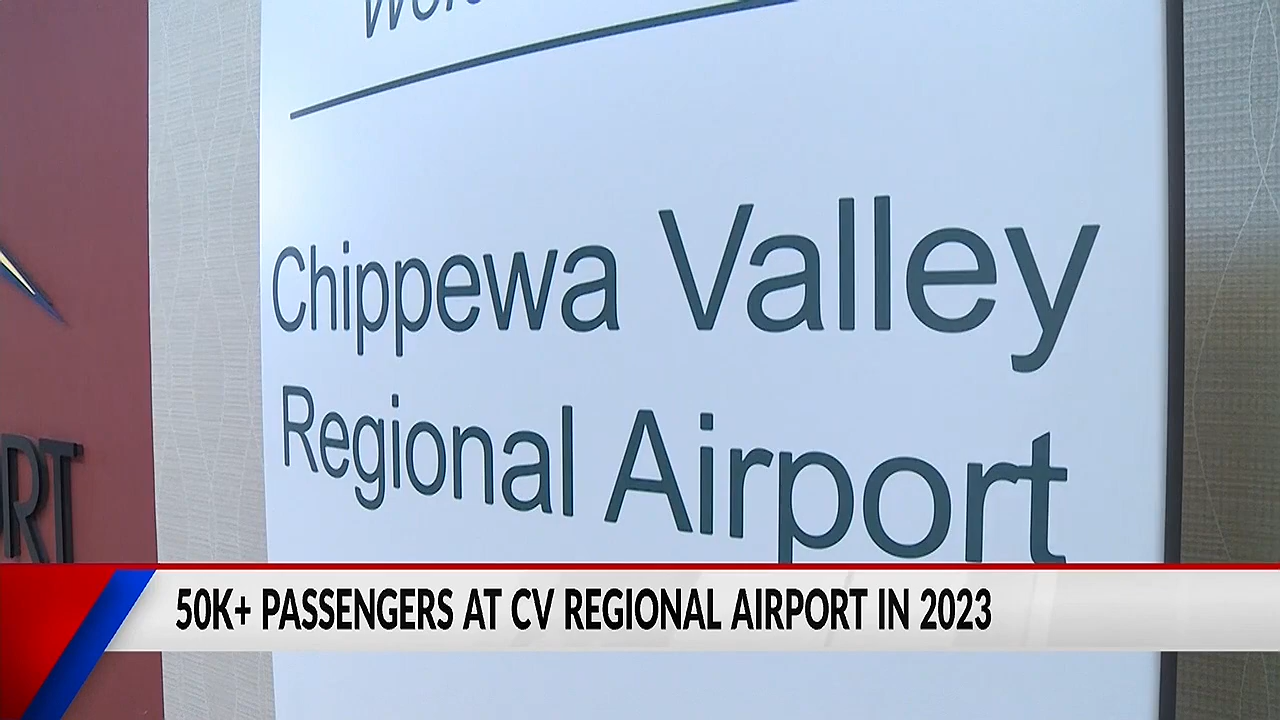 Chippewa Valley
Regional Airport
50K+ PASSENGERS AT CV REGIONAL AIRPORT IN 2023